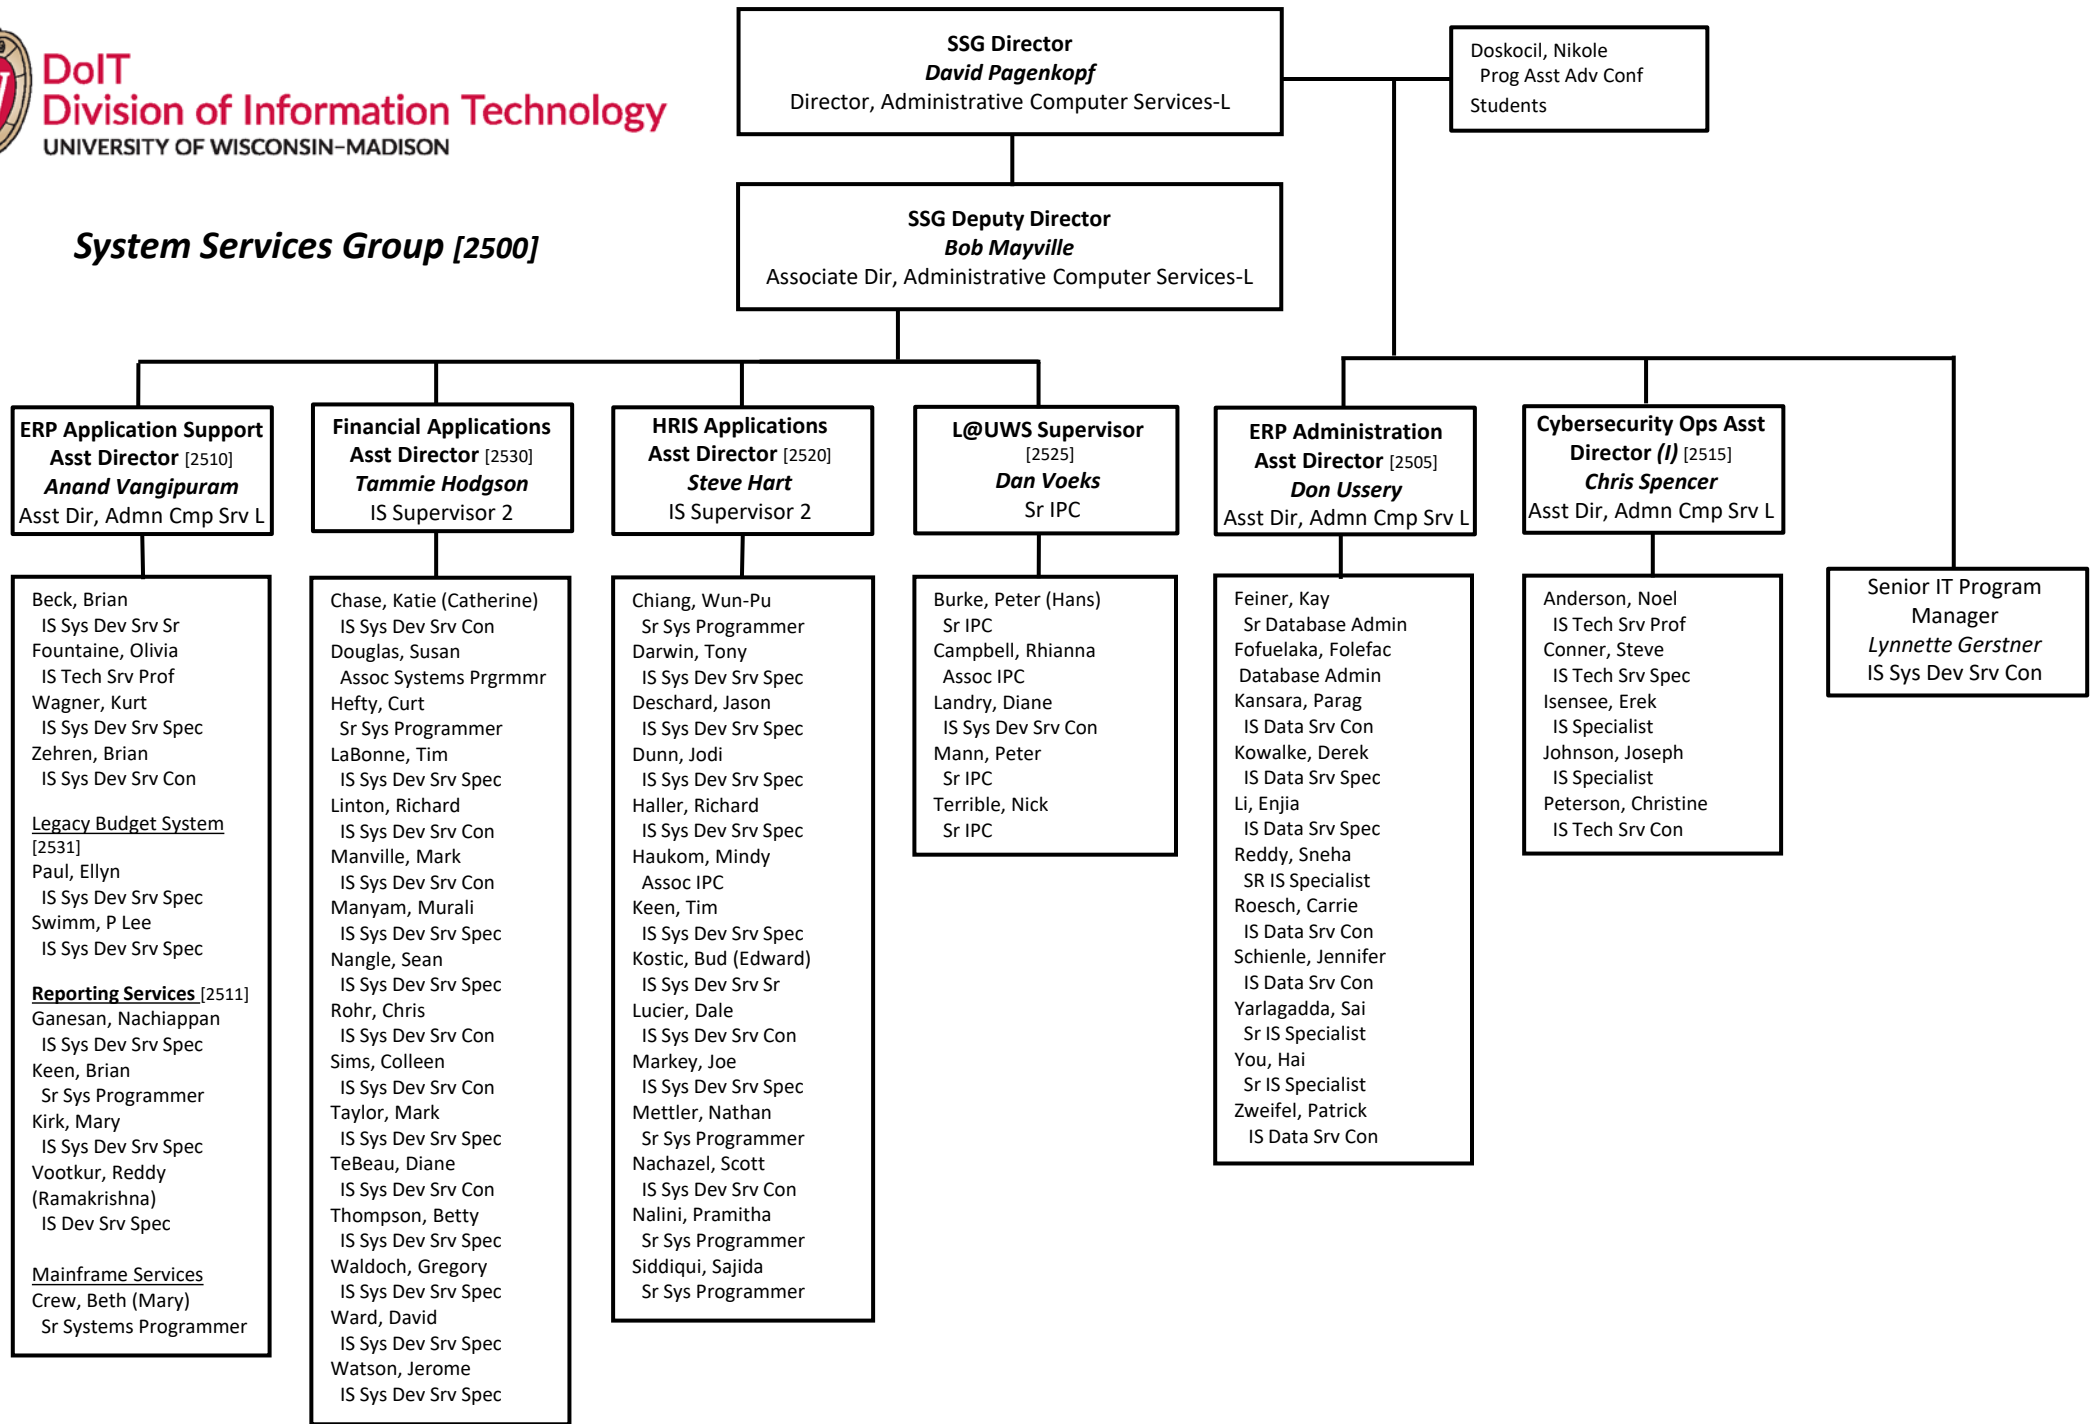 DoIT
Division of Information Technology
UNIVERSITY OF WISCONSIN–MADISON
System Services Group [2500]
SSG Director
David Pagenkopf
Director, Administrative Computer Services-L
Doskocil, Nikole
Prog Asst Adv Conf
Students
SSG Deputy Director
Bob Mayville
Associate Dir, Administrative Computer Services-L
ERP Application Support
Asst Director [2510]
Anand Vangipuram
Asst Dir, Admn Cmp Srv L
Financial Applications
Asst Director [2530]
Tammie Hodgson
IS Supervisor 2
HRIS Applications
Asst Director [2520]
Steve Hart
IS Supervisor 2
L@UWS Supervisor
[2525]
Dan Voeks
Sr IPC
ERP Administration
Asst Director [2505]
Don Ussery
Asst Dir, Admn Cmp Srv L
Cybersecurity Ops Asst
Director (I) [2515]
Chris Spencer
Asst Dir, Admn Cmp Srv L
Beck, Brian
IS Sys Dev Srv Sr
Fountaine, Olivia
IS Tech Srv Prof
Wagner, Kurt
IS Sys Dev Srv Spec
Zehren, Brian
IS Sys Dev Srv Con
Legacy Budget System
[2531]
Paul, Ellyn
IS Sys Dev Srv Spec
Swimm, P Lee
IS Sys Dev Srv Spec
Reporting Services [2511]
Ganesan, Nachiappan
IS Sys Dev Srv Spec
Keen, Brian
Sr Sys Programmer
Kirk, Mary
IS Sys Dev Srv Spec
Vootkur, Reddy
(Ramakrishna)
IS Dev Srv Spec
Mainframe Services
Crew, Beth (Mary)
Sr Systems Programmer
Chase, Katie (Catherine)
IS Sys Dev Srv Con
Douglas, Susan
Assoc Systems Prgrmmr
Hefty, Curt
Sr Sys Programmer
LaBonne, Tim
IS Sys Dev Srv Spec
Linton, Richard
IS Sys Dev Srv Con
Manville, Mark
IS Sys Dev Srv Con
Manyam, Murali
IS Sys Dev Srv Spec
Nangle, Sean
IS Sys Dev Srv Spec
Rohr, Chris
IS Sys Dev Srv Con
Sims, Colleen
IS Sys Dev Srv Con
Taylor, Mark
IS Sys Dev Srv Spec
TeBeau, Diane
IS Sys Dev Srv Con
Thompson, Betty
IS Sys Dev Srv Spec
Waldoch, Gregory
IS Sys Dev Srv Spec
Ward, David
IS Sys Dev Srv Spec
Watson, Jerome
IS Sys Dev Srv Spec
Chiang, Wun-Pu
Sr Sys Programmer
Darwin, Tony
IS Sys Dev Srv Spec
Deschard, Jason
IS Sys Dev Srv Spec
Dunn, Jodi
IS Sys Dev Srv Spec
Haller, Richard
IS Sys Dev Srv Spec
Haukom, Mindy
Assoc IPC
Keen, Tim
IS Sys Dev Srv Spec
Kostic, Bud (Edward)
IS Sys Dev Srv Sr
Lucier, Dale
IS Sys Dev Srv Con
Markey, Joe
IS Sys Dev Srv Spec
Mettler, Nathan
Sr Sys Programmer
Nachazel, Scott
IS Sys Dev Srv Con
Nalini, Pramitha
Sr Sys Programmer
Siddiqui, Sajida
Sr Sys Programmer
Burke, Peter (Hans)
Sr IPC
Campbell, Rhianna
Assoc IPC
Landry, Diane
IS Sys Dev Srv Con
Mann, Peter
Sr IPC
Terrible, Nick
Sr IPC
Feiner, Kay
Sr Database Admin
Fofuelaka, Folefac
Database Admin
Kansara, Parag
IS Data Srv Con
Kowalke, Derek
IS Data Srv Spec
Li, Enjia
IS Data Srv Spec
Reddy, Sneha
SR IS Specialist
Roesch, Carrie
IS Data Srv Con
Schienle, Jennifer
IS Data Srv Con
Yarlagadda, Sai
Sr IS Specialist
You, Hai
Sr IS Specialist
Zweifel, Patrick
IS Data Srv Con
Anderson, Noel
IS Tech Srv Prof
Conner, Steve
IS Tech Srv Spec
Isensee, Erek
IS Specialist
Johnson, Joseph
IS Specialist
Peterson, Christine
IS Tech Srv Con
Senior IT Program
Manager
Lynnette Gerstner
IS Sys Dev Srv Con